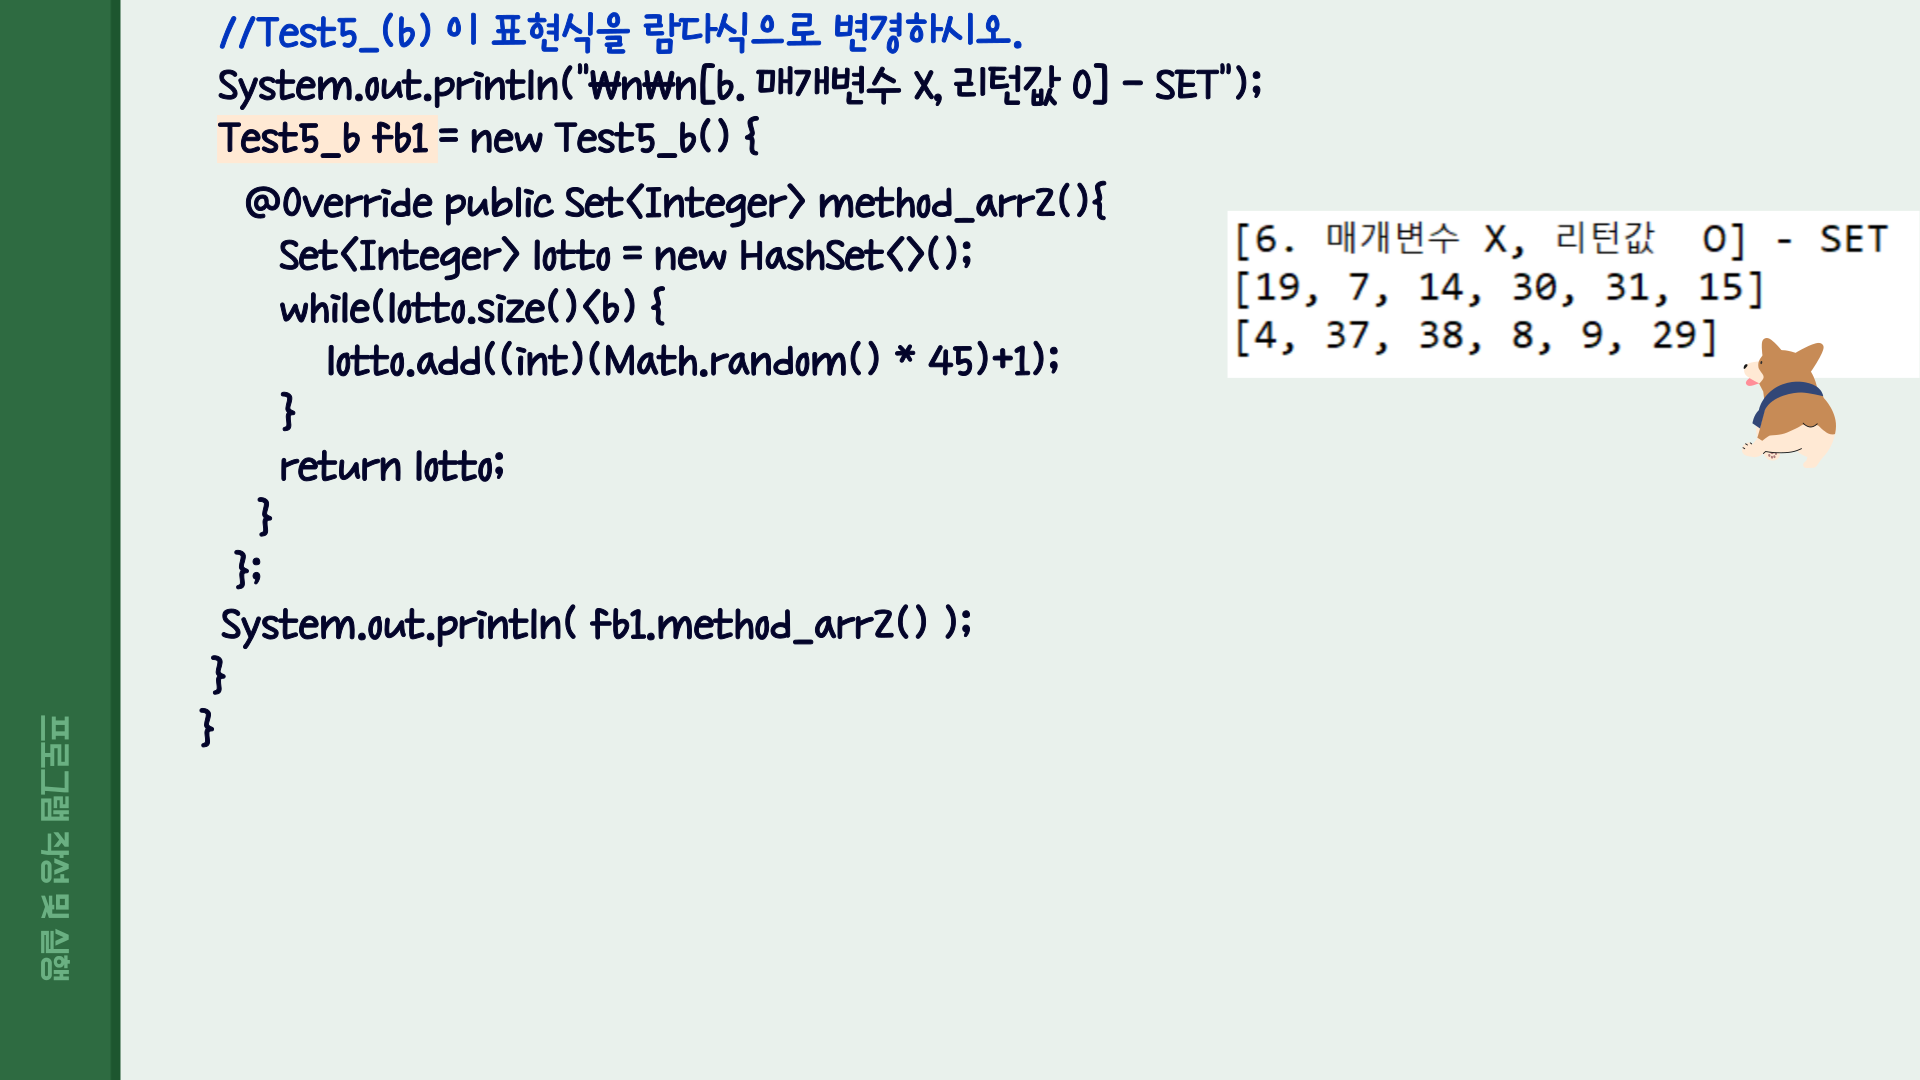 //Test5_(b) 이 표현식을 람다식으로 변경하시오.
System.out.println("₩n₩n[b. 매개변수 X, 리턴값 O] - SET");
Test5_b fb1 = new Test5_b() {
@Override public Set<Integer> method_arr2(){
Set<Integer> lotto = new HashSet<>();
while(lotto.size()<b) {
lotto.add((int)(Math.random() * 45)+1);
}
return lotto;
}
};
System.out.println( fb1.method_arr2() );
}
}
[6. 매개변수 X, 리턴값 O] - SET
[19, 7, 14, 30, 31, 15]
[4, 37, 38, 8, 9, 29]
프로그램 작성 및 실행